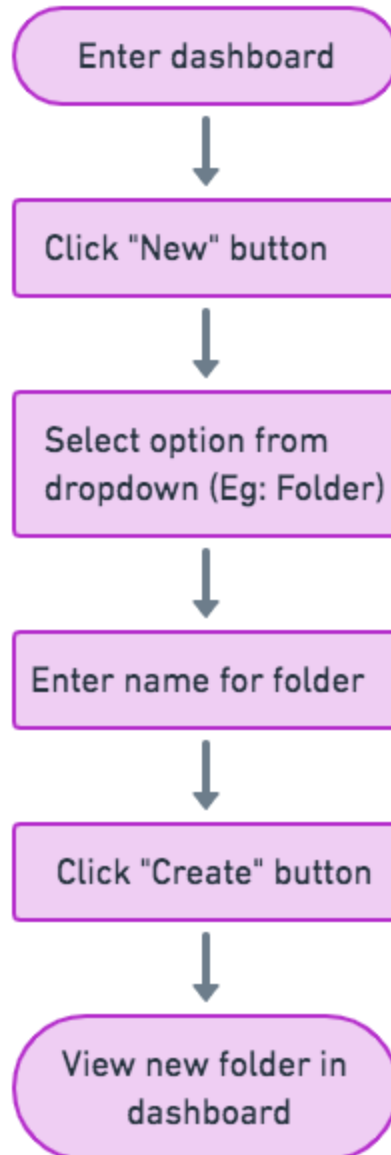 Enter dashboard
Click "New" button
Select option from
dropdown (Eg: Folder)
Enter name for folder
Click "Create" button
View new folder in
dashboard